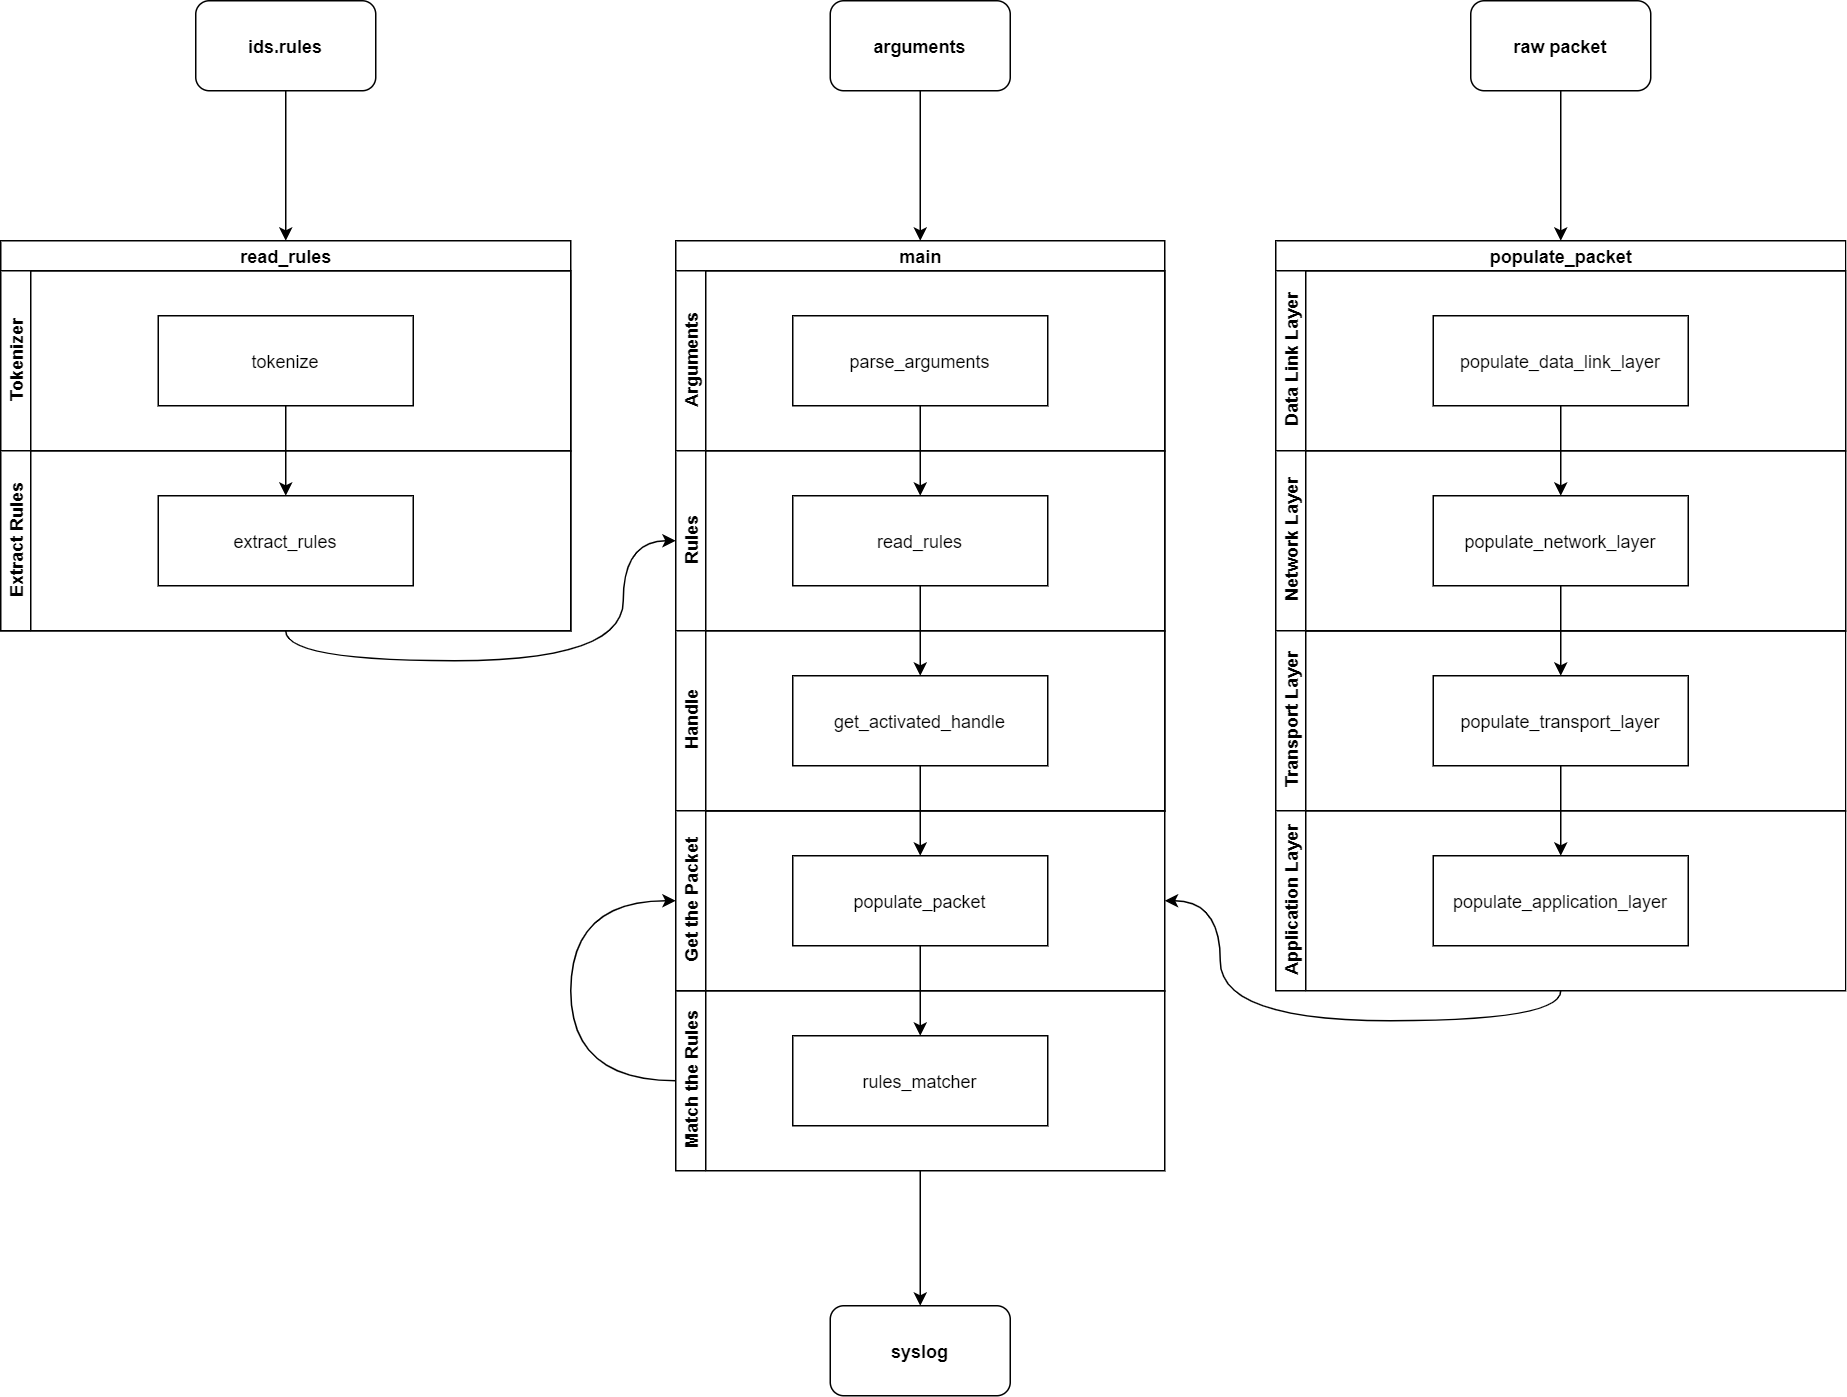 ids.rules
arguments
raw packet
read_rules
Tokenizer
tokenize
Extract Rules
extract_rules
main
Arguments
parse_arguments
Rules
read_rules
Handle
get_activated_handle
Get the Packet
populate_packet
Match the Rules
rules_matcher
populate_packet
Data Link Layer
populate_data_link_layer
Network Layer
populate_network_layer
Transport Layer
populate_transport_layer
Application Layer
populate_application_layer
syslog